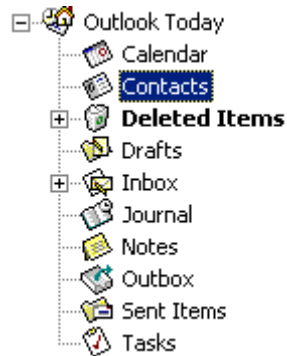 Outlook Today
Calendar
Contacts
Deleted Items
Drafts
Inbox
Journal
Notes
Outbox
Sent Items
Tasks